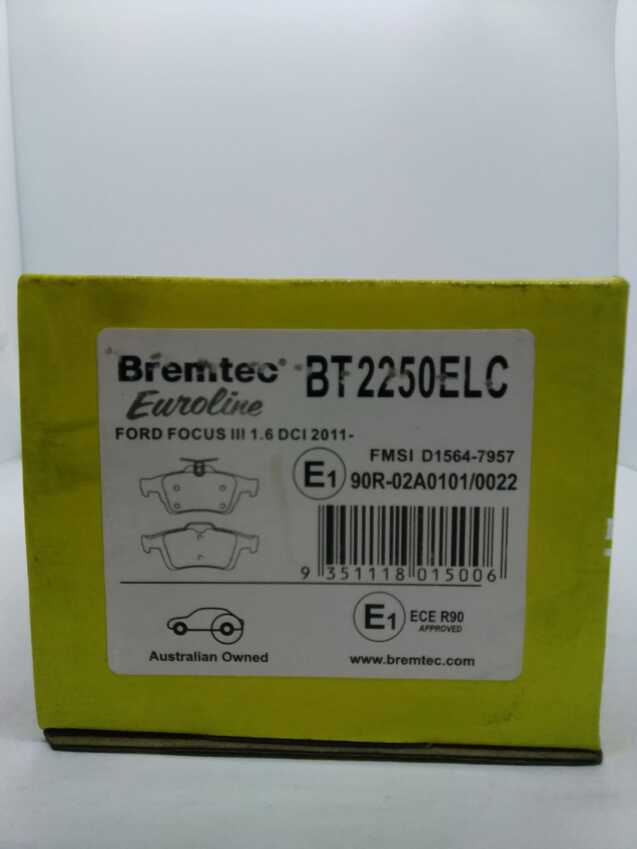 Bremtec® BT2250ELC
Euroline
FORD FOCUS III 1.6 DCI 2011-
FMSI D1564-7957
E1 90R-02A0101/0022
9 351118 015006
E1 ECE R90
APPROVED
Australian Owned
www.bremtec.com